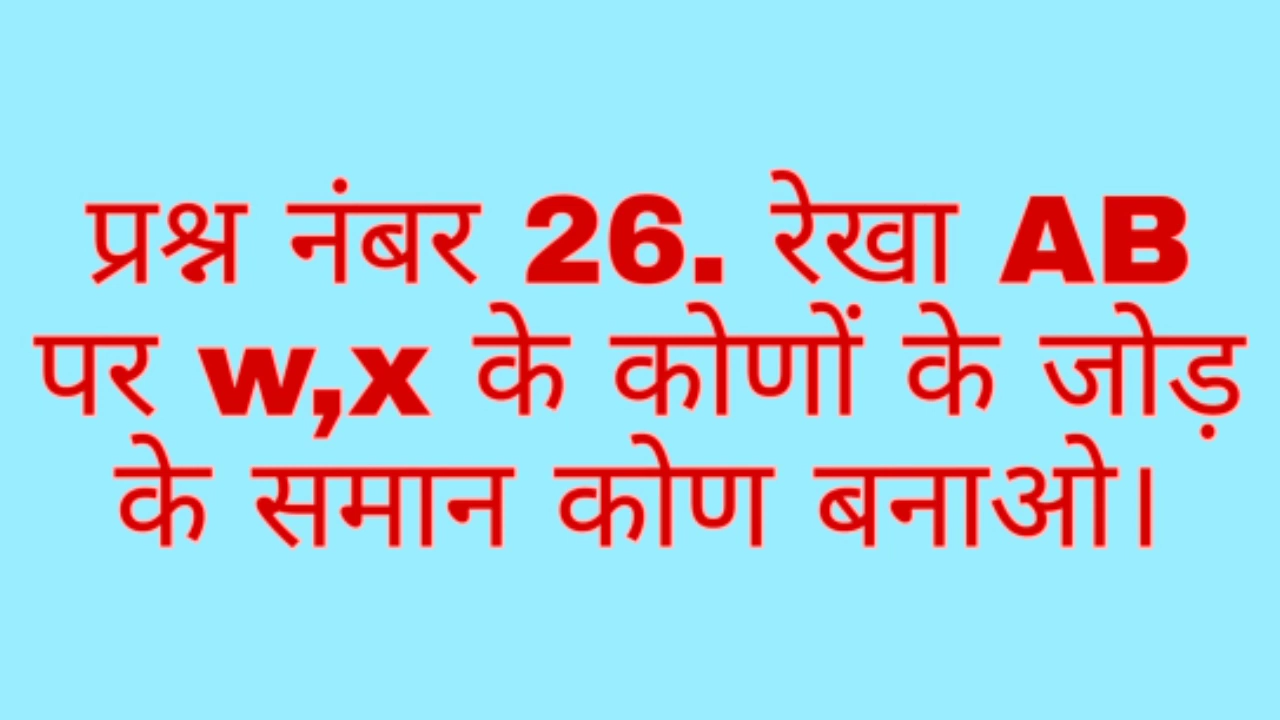 प्रश्न नंबर 26. रेखा AB
पर w,x के कोणों के जोड़
के समान कोण बनाओ।